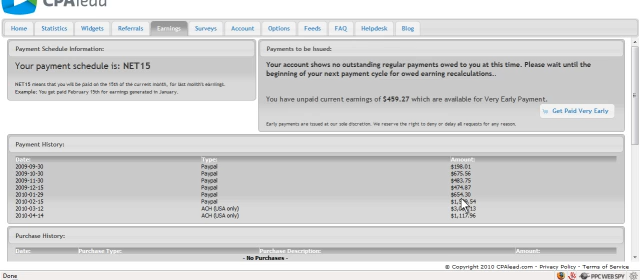 CPAlead
Home Statistics Widgets Referrals Earnings Surveys Account Options Feeds FAQ Helpdesk Blog
Payment Schedule Information:
Your payment schedule is: NET15
NET15 means that you will be paid on the 15th of the current month, for last month's earnings.
Example: You get paid February 15th for earnings generated in January.
Payments to be Issued:
Your account shows no outstanding regular payments owed to you at this time. Please wait until the
beginning of your next payment cycle for owed earning recalculations..
You have unpaid current earnings of $459.27 which are available for Very Early Payment.
Get Paid Very Early
Early payments are issued at our sole discretion. We reserve the right to deny or delay all requests for any reason.
Payment History:
Date: Type: Amount:
2009-09-30 Paypal $198.01
2009-10-30 Paypal $675.56
2009-11-30 Paypal $483.75
2009-12-15 Paypal $474.87
2010-01-29 Paypal $654.30
2010-02-15 Paypal
2010-03-12 ACH (USA only)
2010-04-14 ACH (USA only) $1,117.96
Purchase History:
Date: Purchase Type: Purchase Description: Amount:
- No Purchases -
© Copyright 2010 CPAlead.com - Privacy Policy - Terms of Service
Done PPC WEB SPY